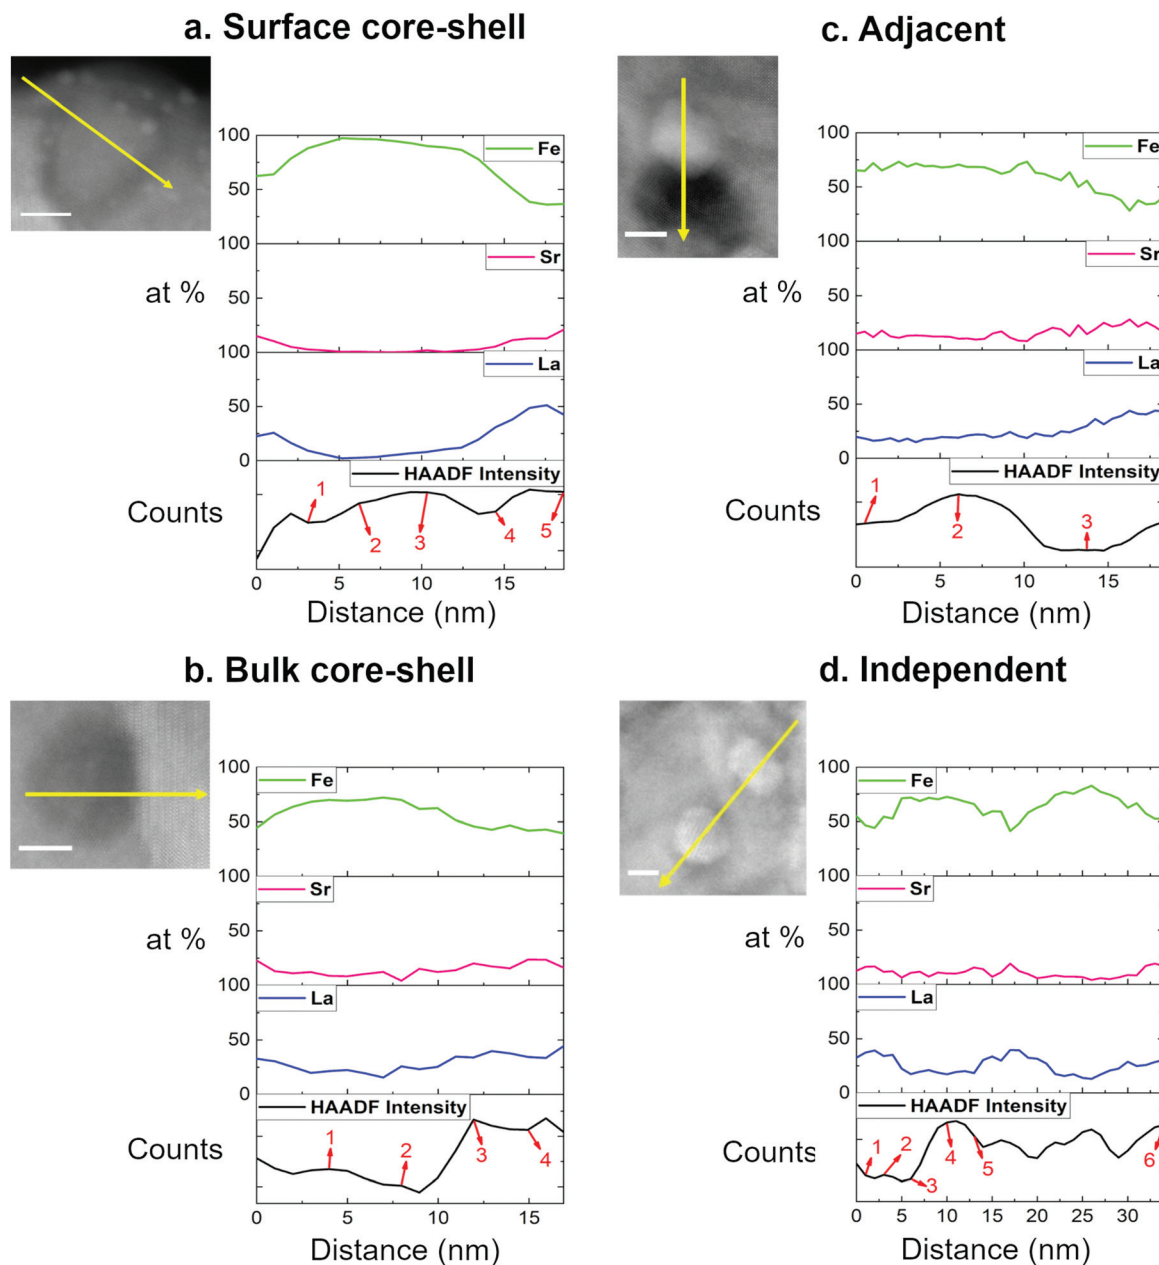 a. Surface core-shell
100
Fe
50
100
Sr
at %
50
100
La
50
0
HAADF Intensity
1
2
3
4
5
Counts
0
5
10
15
Distance (nm)
c. Adjacent
100
Fe
50
100
Sr
at %
50
100
La
50
0
HAADF Intensity
1
2
3
Counts
0
5
10
15
Distance (nm)
b. Bulk core-shell
100
Fe
50
100
Sr
at %
50
100
La
50
0
HAADF Intensity
1
2
3
4
Counts
0
5
10
15
Distance (nm)
d. Independent
100
Fe
50
100
Sr
at %
50
100
La
50
0
HAADF Intensity
1
2
3
4
5
6
Counts
0
5
10
15
20
25
30
Distance (nm)